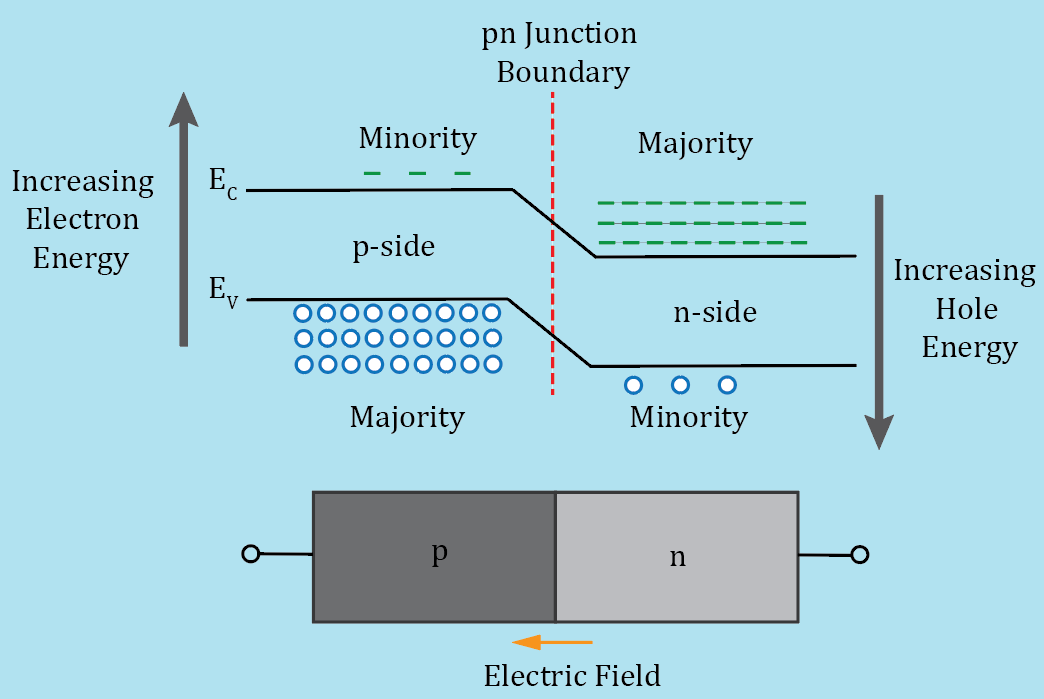 pn Junction
Boundary
Minority
Majority
Increasing
Electron
Energy
E_C
p-side
E_V
n-side
Increasing
Hole
Energy
Majority
Minority
p
n
Electric Field